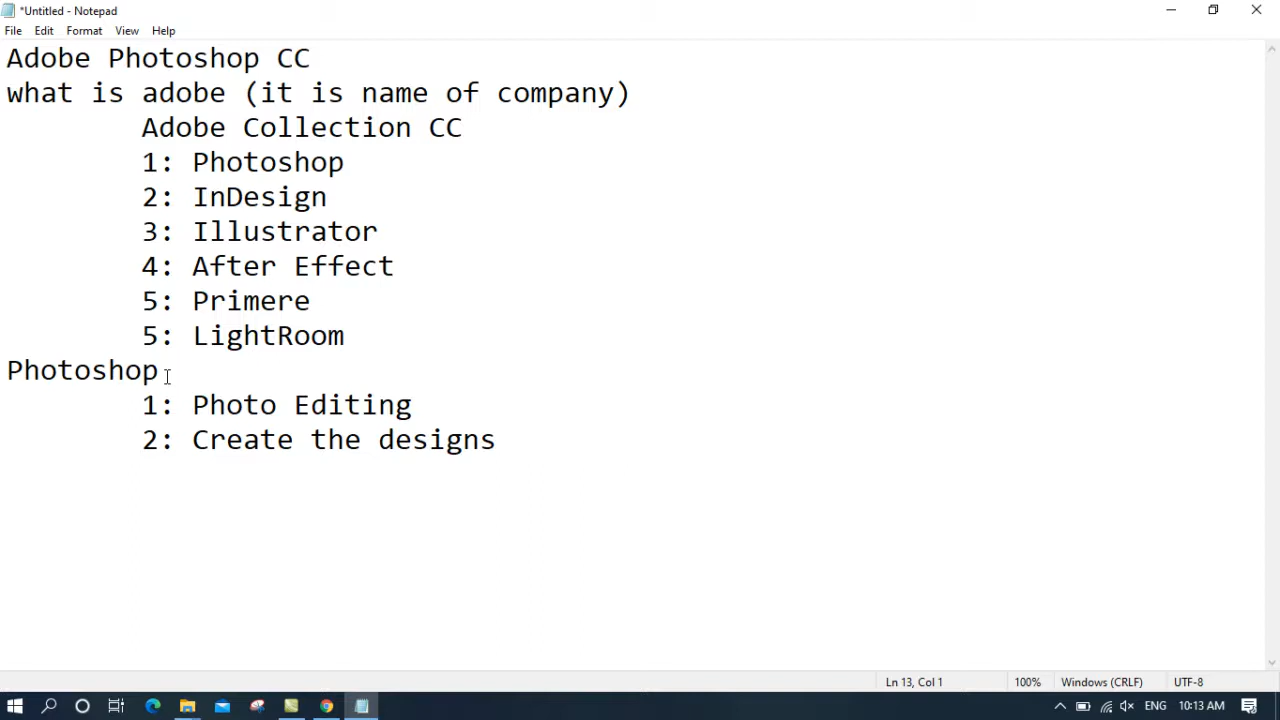 *Untitled - Notepad
File Edit Format View Help
Adobe Photoshop CC
what is adobe (it is name of company)
Adobe Collection CC
1: Photoshop
2: InDesign
3: Illustrator
4: After Effect
5: Primere
5: LightRoom
Photoshop
1: Photo Editing
2: Create the designs
Ln 13, Col 1 100% Windows (CRLF) UTF-8
ENG 10:13 AM